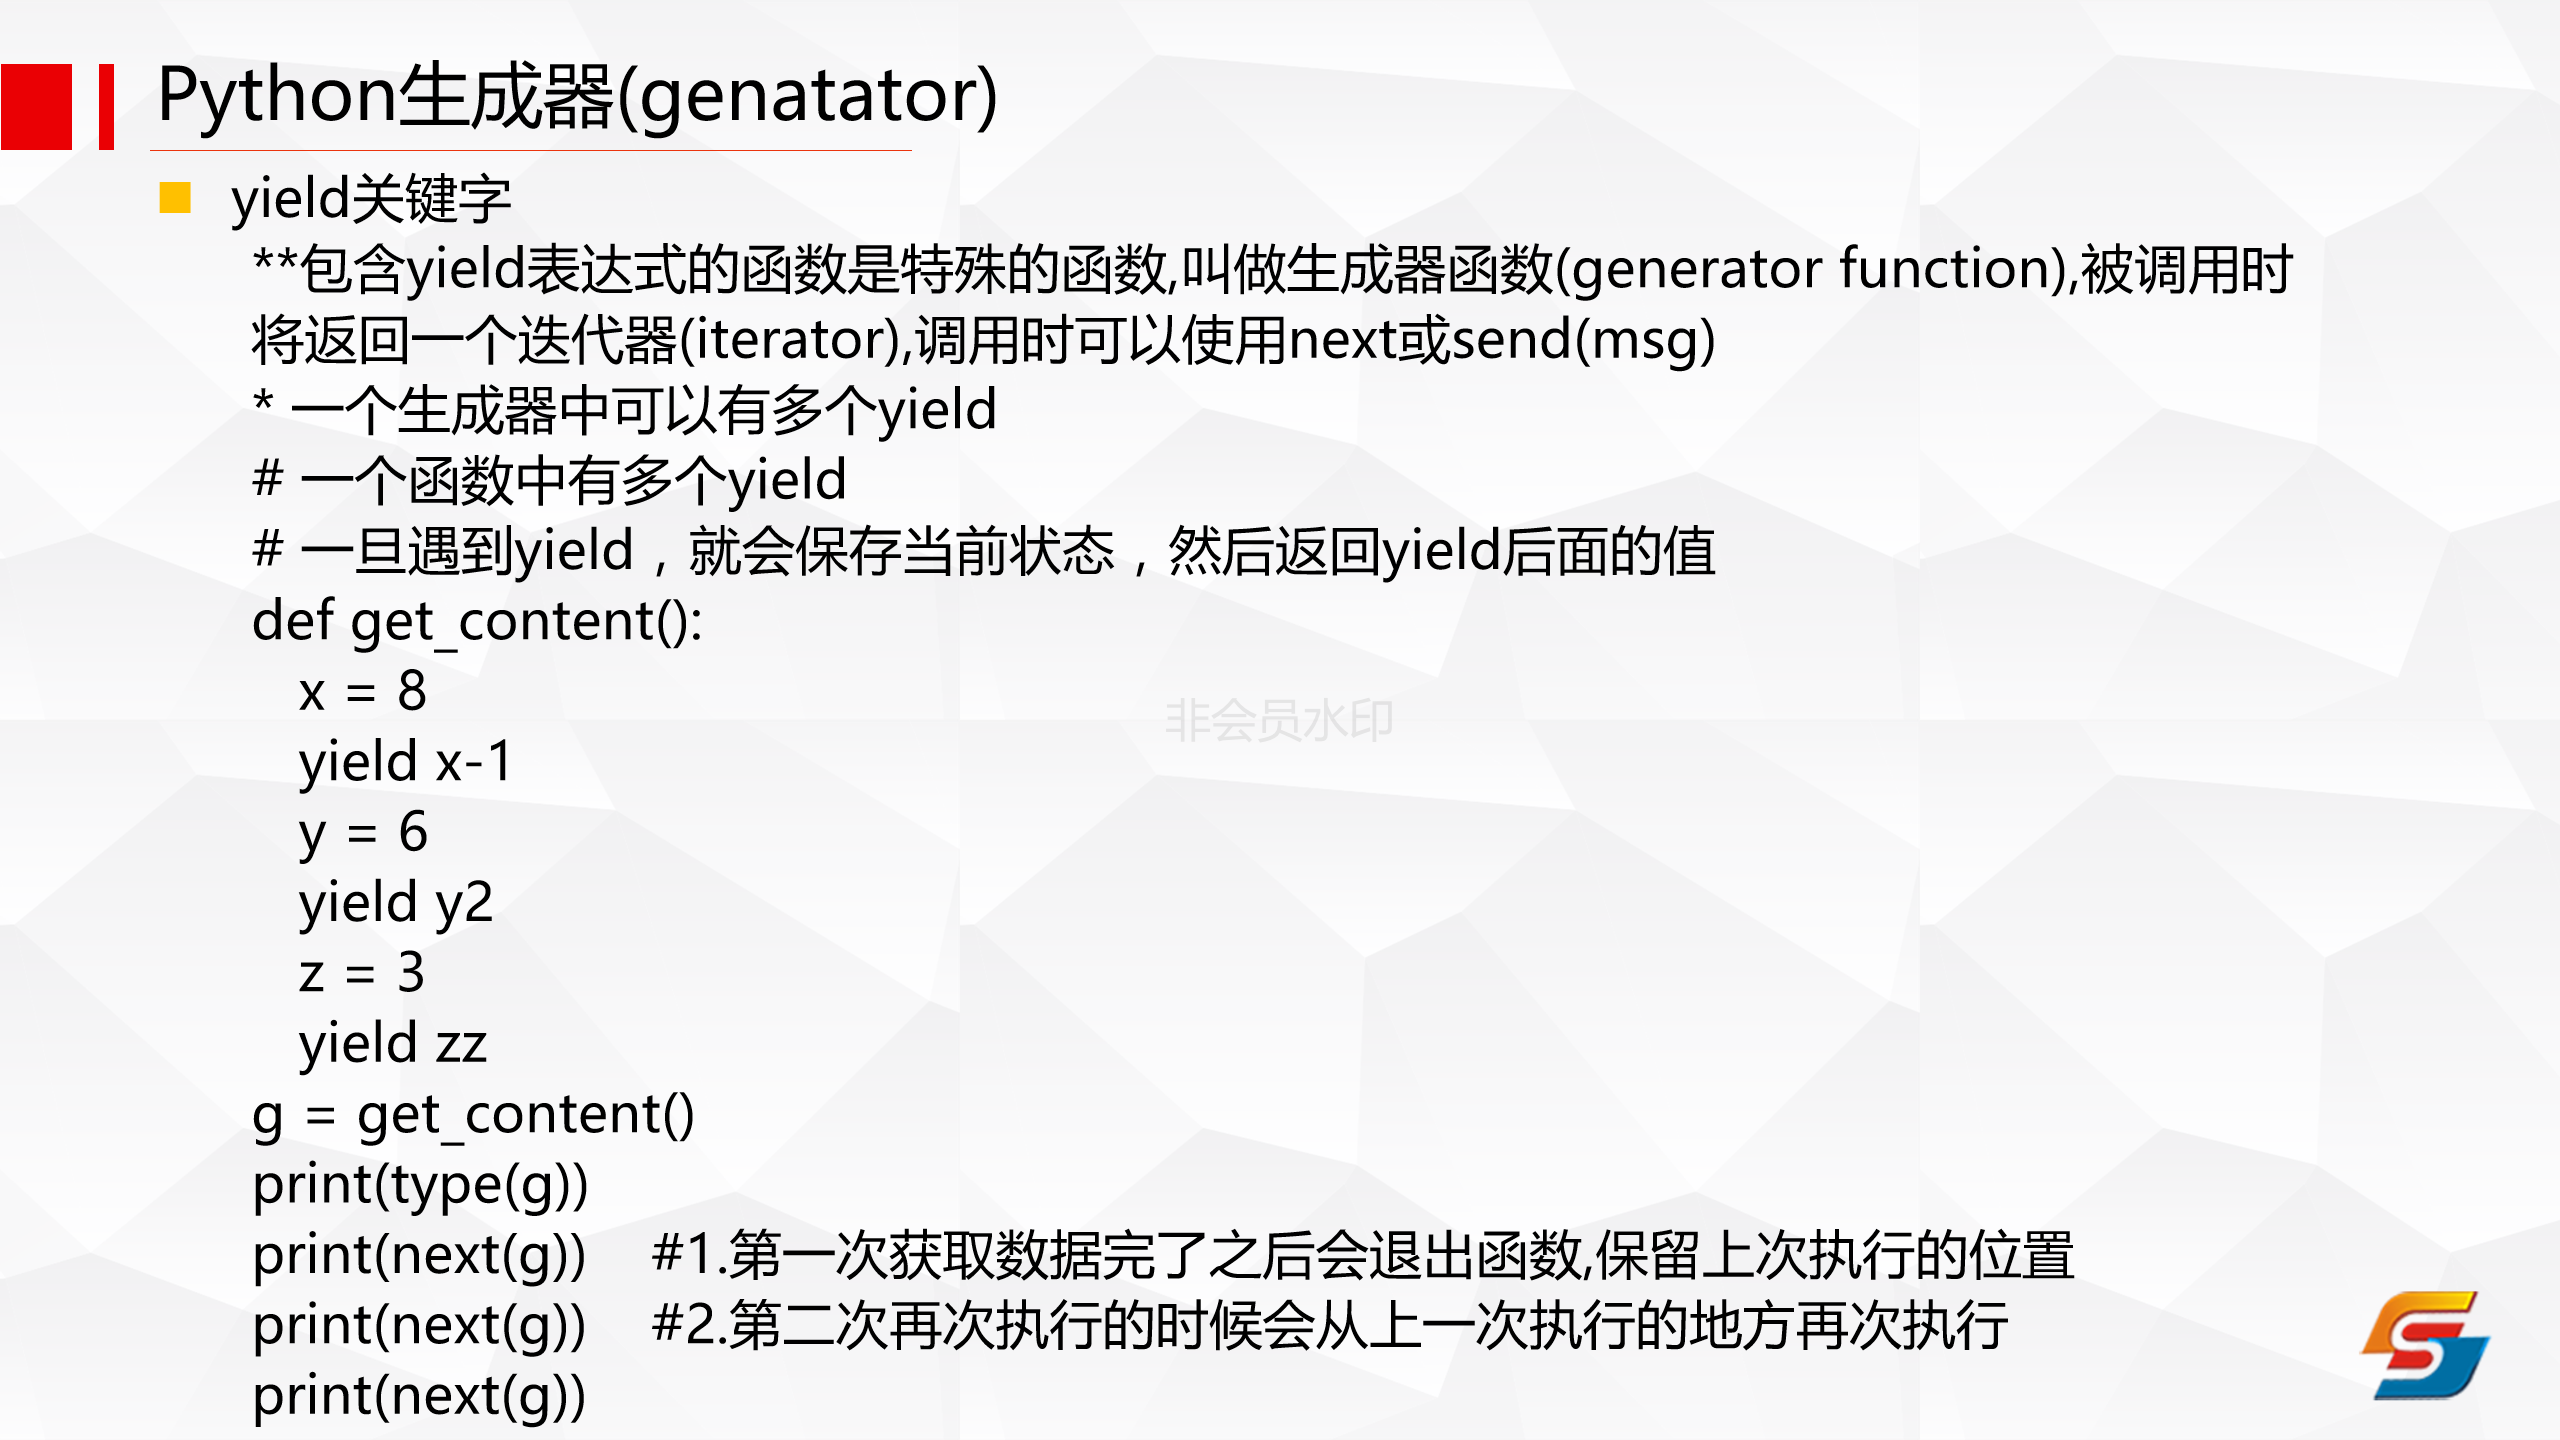 Python生成器(genatator)
yield关键字
**包含yield表达式的函数是特殊的函数,叫做生成器函数(generator function),被调用时
将返回一个迭代器(iterator),调用时可以使用next或send(msg)
* 一个生成器中可以有多个yield
# 一个函数中有多个yield
# 一旦遇到yield，就会保存当前状态，然后返回yield后面的值
def get_content():
x = 8
yield x-1
非会员水印
y = 6
yield y2
z = 3
yield zz
g = get_content()
print(type(g))
print(next(g)) #1.第一次获取数据完了之后会退出函数,保留上次执行的位置
print(next(g)) #2.第二次再次执行的时候会从上一次执行的地方再次执行
print(next(g))